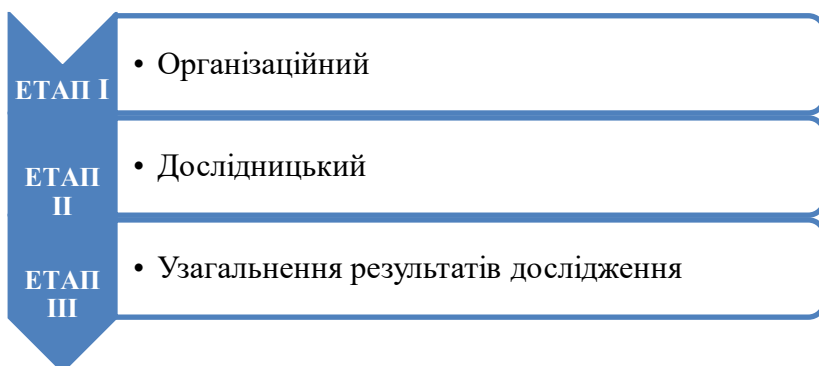 ЕТАП І
• Організаційний
ЕТАП
ІІ
• Дослідницький
ЕТАП
ІІІ
• Узагальнення результатів дослідження